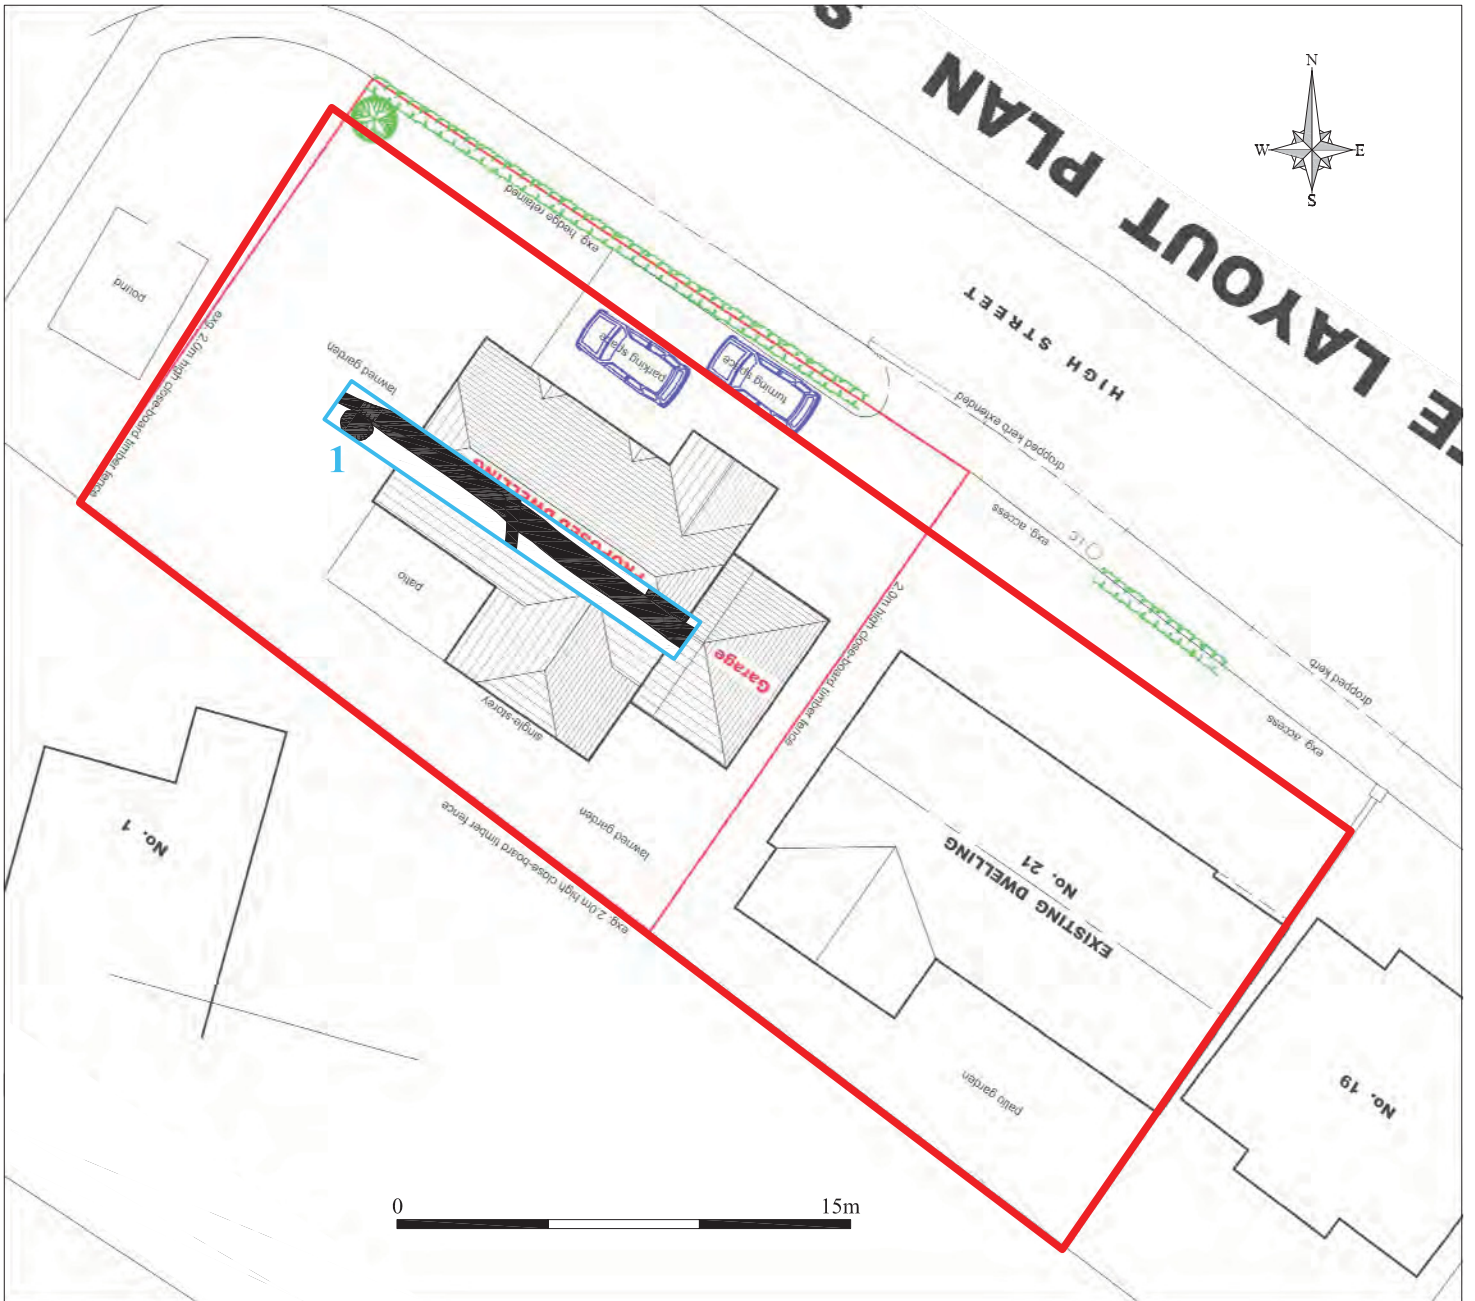 S
PLAN
LAYOUT
TE
N
W
E
S
HIGH STREET
exg. hedge retained
pound
exg. 2.0m high close-board timber fence
lawned garden
parking space
turning space
dropped kerb extended
1
PROPOSED DWELLING
exg. access
I C
patio
2.0m high close-board timber fence
Garage
dropped kerb
single-storey
exg. access
lawned garden
exg. 2.0m high close-board timber fence
No. 1
EXISTING DWELLING
No. 21
patio garden
No. 19
0
15m